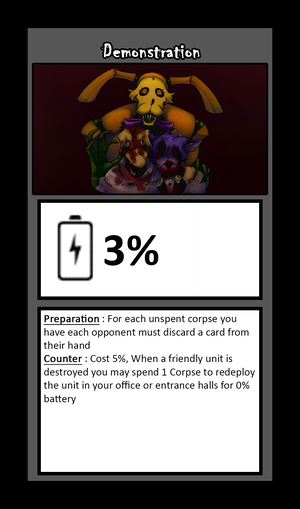 Demonstration
3%
Preparation : For each unspent corpse you
have each opponent must discard a card from
their hand
Counter : Cost 5%, When a friendly unit is
destroyed you may spend 1 Corpse to redeploy
the unit in your office or entrance halls for 0%
battery